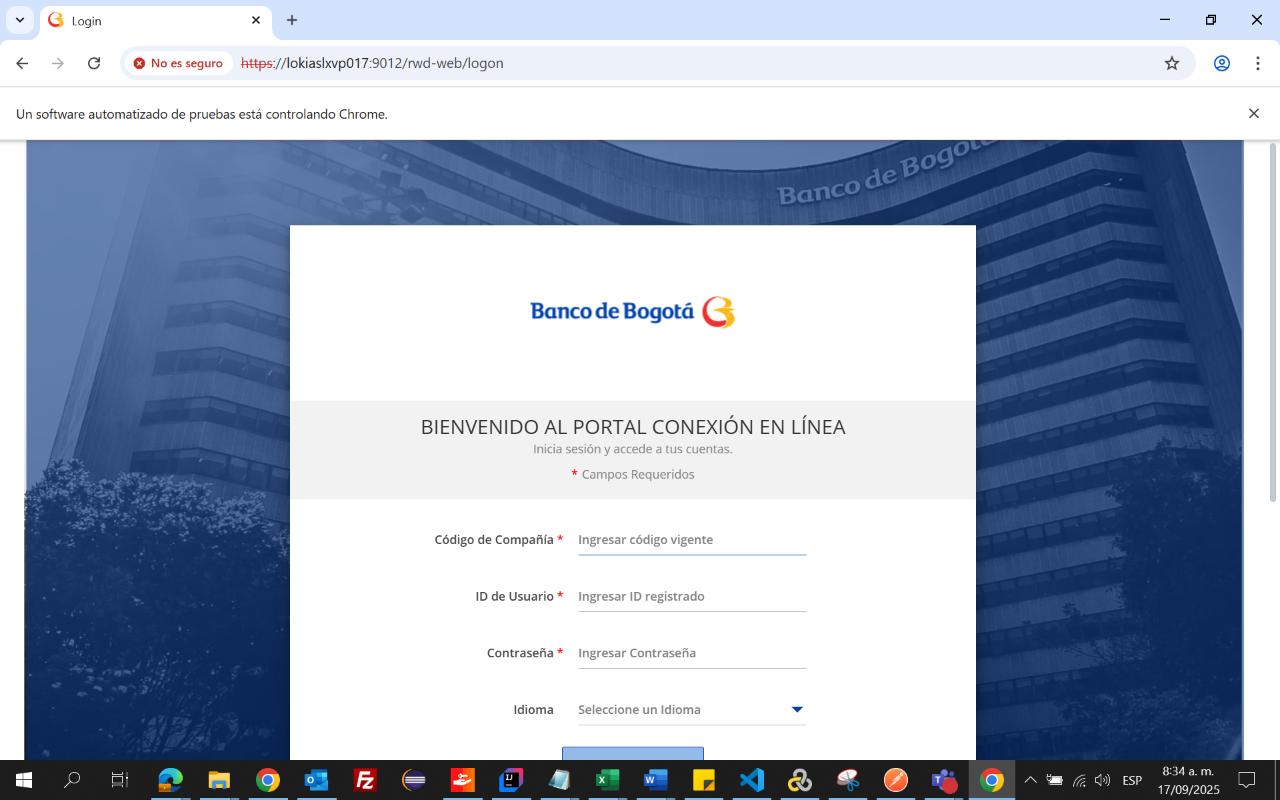 Login
No es seguro
https://lokiaslxvp017:9012/rwd-web/logon
Un software automatizado de pruebas está controlando Chrome.
Banco de Bogotá
Banco de Bogotá
BIENVENIDO AL PORTAL CONEXIÓN EN LÍNEA
Inicia sesión y accede a tus cuentas.
* Campos Requeridos
Código de Compañía * Ingresar código vigente
ID de Usuario * Ingresar ID registrado
Contraseña * Ingresar Contraseña
Idioma Seleccione un Idioma
ESP
8:34 a. m.
17/09/2025